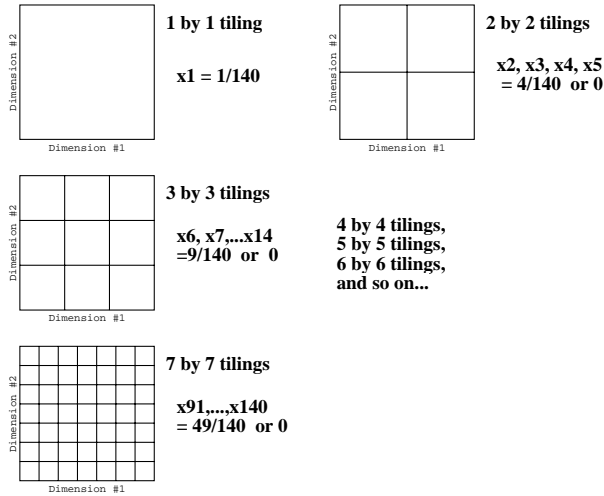 1 by 1 tiling
x1 = 1/140
Dimension #2
Dimension #1
2 by 2 tilings
x2, x3, x4, x5
= 4/140 or 0
Dimension #2
Dimension #1
3 by 3 tilings
x6, x7,...x14
=9/140 or 0
Dimension #2
Dimension #1
4 by 4 tilings,
5 by 5 tilings,
6 by 6 tilings,
and so on...
7 by 7 tilings
x91,...,x140
= 49/140 or 0
Dimension #2
Dimension #1